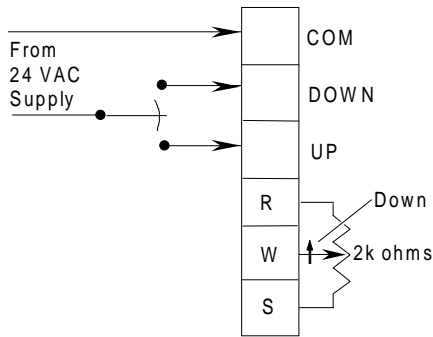 COM
From
24 VAC
Supply
DOWN
UP
R
Down
W
2k ohms
S